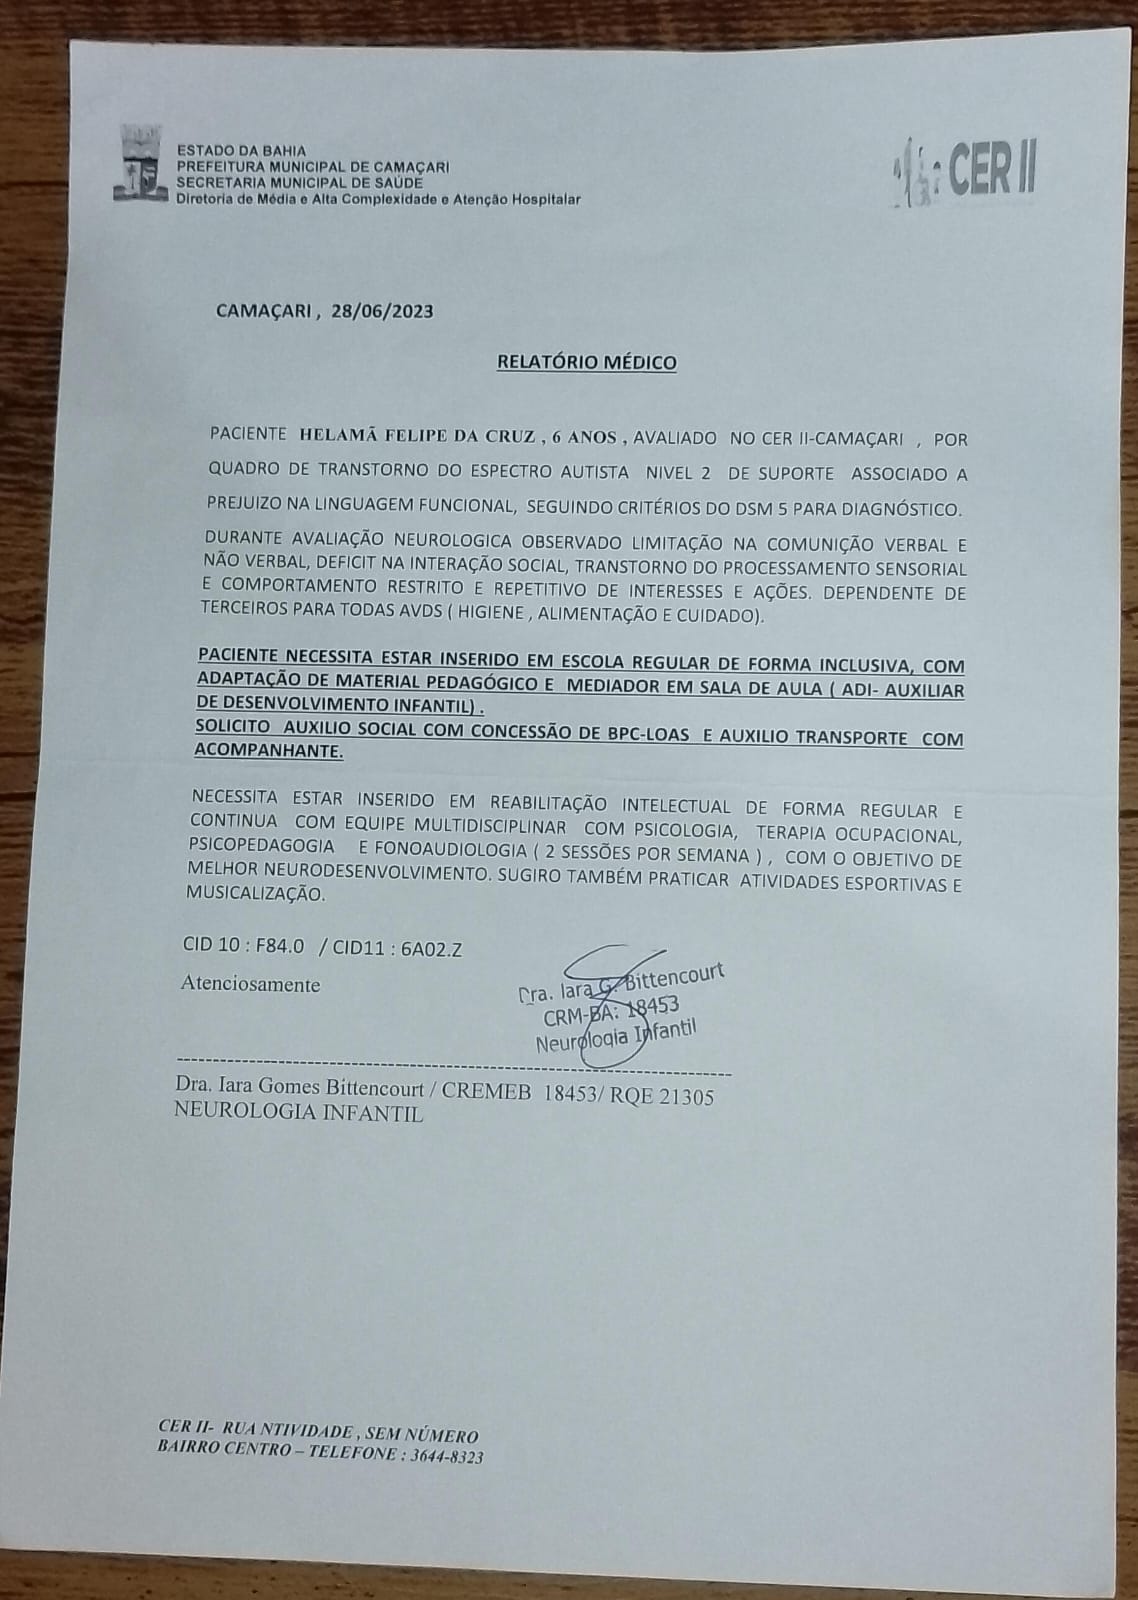 ESTADO DA BAHIA
PREFEITURA MUNICIPAL DE CAMAÇARI
SECRETARIA MUNICIPAL DE SAÚDE
Diretoria de Média e Alta Complexidade e Atenção Hospitalar
CER II
CAMAÇARI , 28/06/2023
RELATÓRIO MÉDICO
PACIENTE HELAMÃ FELIPE DA CRUZ , 6 ANOS , AVALIADO NO CER II-CAMAÇARI , POR
QUADRO DE TRANSTORNO DO ESPECTRO AUTISTA NIVEL 2 DE SUPORTE ASSOCIADO A
PREJUIZO NA LINGUAGEM FUNCIONAL, SEGUINDO CRITÉRIOS DO DSM 5 PARA DIAGNÓSTICO.
DURANTE AVALIAÇÃO NEUROLOGICA OBSERVADO LIMITAÇÃO NA COMUNIÇÃO VERBAL E
NÃO VERBAL, DEFICIT NA INTERAÇÃO SOCIAL, TRANSTORNO DO PROCESSAMENTO SENSORIAL
E COMPORTAMENTO RESTRITO E REPETITIVO DE INTERESSES E AÇÕES. DEPENDENTE DE
TERCEIROS PARA TODAS AVDS ( HIGIENE , ALIMENTAÇÃO E CUIDADO).
PACIENTE NECESSITA ESTAR INSERIDO EM ESCOLA REGULAR DE FORMA INCLUSIVA, COM
ADAPTAÇÃO DE MATERIAL PEDAGÓGICO E MEDIADOR EM SALA DE AULA ( ADI- AUXILIAR
DE DESENVOLVIMENTO INFANTIL) .
SOLICITO AUXILIO SOCIAL COM CONCESSÃO DE BPC-LOAS E AUXILIO TRANSPORTE COM
ACOMPANHANTE.
NECESSITA ESTAR INSERIDO EM REABILITAÇÃO INTELECTUAL DE FORMA REGULAR E
CONTINUA COM EQUIPE MULTIDISCIPLINAR COM PSICOLOGIA, TERAPIA OCUPACIONAL,
PSICOPEDAGOGIA E FONOAUDIOLOGIA ( 2 SESSÕES POR SEMANA ) , COM O OBJETIVO DE
MELHOR NEURODESENVOLVIMENTO. SUGIRO TAMBÉM PRATICAR ATIVIDADES ESPORTIVAS E
MUSICALIZAÇÃO.
CID 10 : F84.0 / CID11 : 6A02.Z
Atenciosamente
Dra. Iara G. Bittencourt
CRM-BA: 18453
Neurologia Infantil
Dra. Iara Gomes Bittencourt / CREMEB 18453/ RQE 21305
NEUROLOGIA INFANTIL
CER II- RUA NTIVIDADE , SEM NÚMERO
BAIRRO CENTRO – TELEFONE : 3644-8323